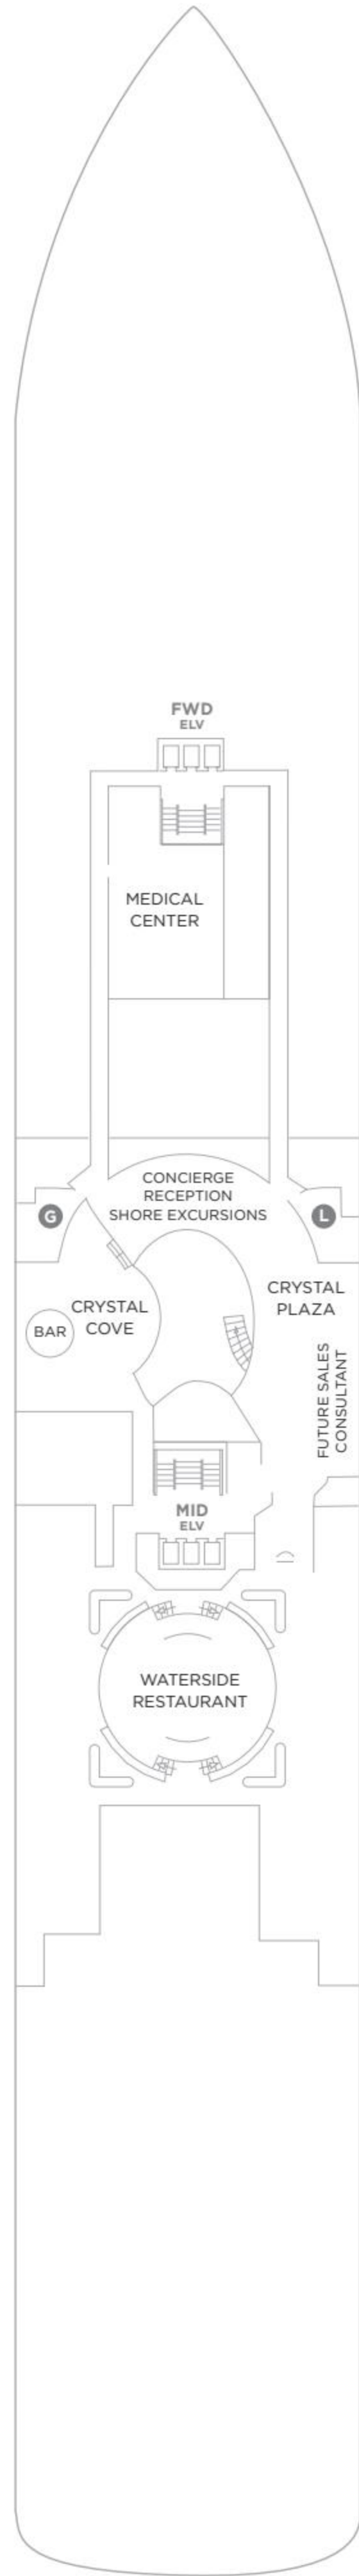 FWD
ELV
MEDICAL
CENTER
CONCIERGE
RECEPTION
SHORE EXCURSIONS
G
L
CRYSTAL
COVE
BAR
CRYSTAL
PLAZA
FUTURE SALES
CONSULTANT
MID
ELV
WATERSIDE
RESTAURANT